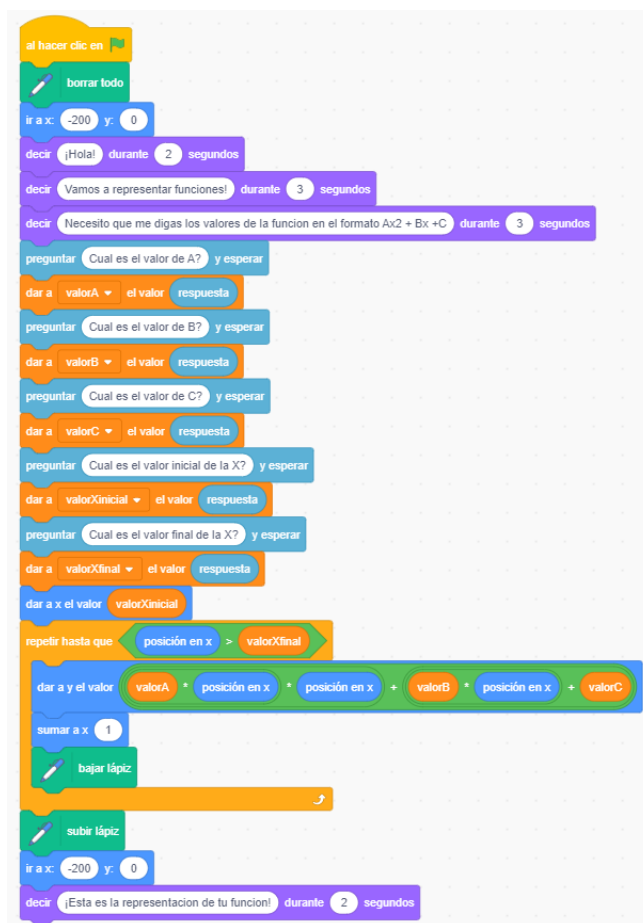 al hacer clic en
borrar todo
ir a x: -200 y: 0
decir ¡Hola! durante 2 segundos
decir Vamos a representar funciones! durante 3 segundos
decir Necesito que me digas los valores de la funcion en el formato Ax2 + Bx +C durante 3 segundos
preguntar Cual es el valor de A? y esperar
dar a valorA el valor respuesta
preguntar Cual es el valor de B? y esperar
dar a valorB el valor respuesta
preguntar Cual es el valor de C? y esperar
dar a valorC el valor respuesta
preguntar Cual es el valor inicial de la X? y esperar
dar a valorXinicial el valor respuesta
preguntar Cual es el valor final de la X? y esperar
dar a valorXfinal el valor respuesta
dar a x el valor valorXinicial
repetir hasta que posición en x > valorXfinal
dar a y el valor valorA * posición en x * posición en x + valorB * posición en x + valorC
sumar a x 1
bajar lápiz
subir lápiz
ir a x: -200 y: 0
decir ¡Esta es la representacion de tu funcion! durante 2 segundos